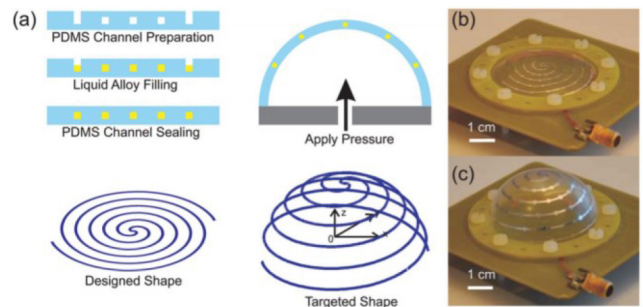 (a)
PDMS Channel Preparation
Liquid Alloy Filling
PDMS Channel Sealing
Apply Pressure
z
0
x
Designed Shape
Targeted Shape
(b)
1 cm
(c)
1 cm